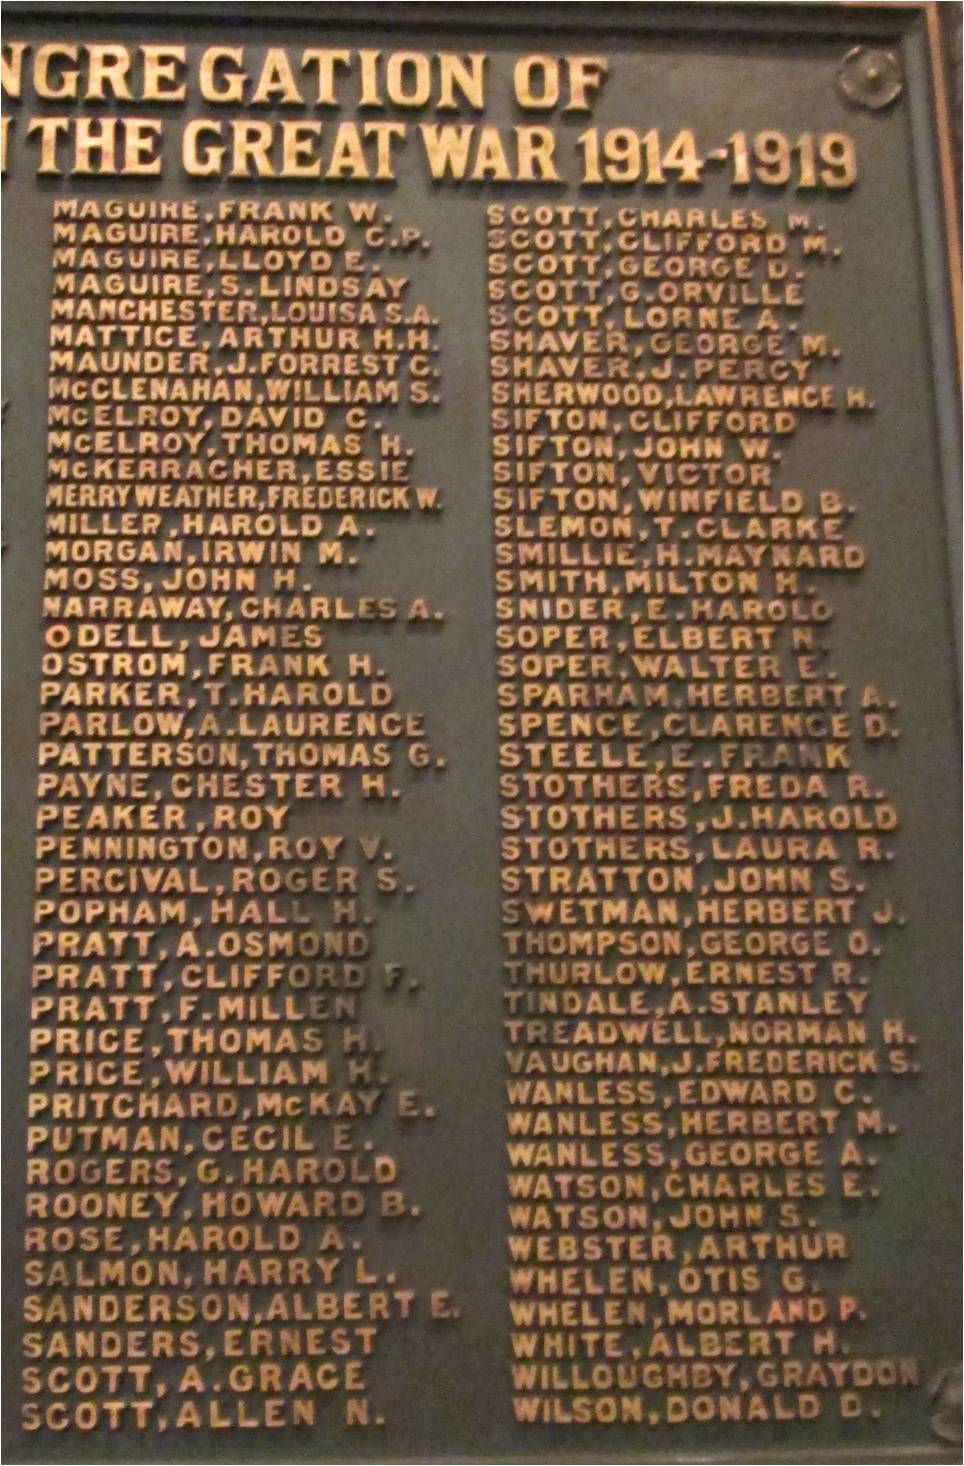 NGREGATION OF
THE GREAT WAR 1914-1919
MAGUIRE, FRANK W.
MAGUIRE, HAROLD C.P.
MAGUIRE, LLOYD E.
MAGUIRE, S. LINDSAY
MANCHESTER, LOUISA S.A.
MATTICE, ARTHUR H.H.
MAUNDER, J. FORREST C.
McCLENAHAN, WILLIAM S.
McELROY, DAVID C.
McELROY, THOMAS H.
McKERRACHER, ESSIE
MERRYWEATHER, FREDERICK W.
MILLER, HAROLD A.
MORGAN, IRWIN M.
MOSS, JOHN H.
NARRAWAY, CHARLES A.
ODELL, JAMES
OSTROM, FRANK H.
PARKER, T. HAROLD
PARLOW, A. LAURENCE
PATTERSON, THOMAS G.
PAYNE, CHESTER H.
PEAKER, ROY
PENNINGTON, ROY V.
PERCIVAL, ROGER S.
POPHAM, HALL H.
PRATT, A. OSMOND
PRATT, CLIFFORD F.
PRATT, F. MILLEN
PRICE, THOMAS H.
PRICE, WILLIAM H.
PRITCHARD, McKAY E.
PUTMAN, CECIL E.
ROGERS, G. HAROLD
ROONEY, HOWARD B.
ROSE, HAROLD A.
SALMON, HARRY L.
SANDERSON, ALBERT E.
SANDERS, ERNEST
SCOTT, A. GRACE
SCOTT, ALLEN N.
SCOTT, CHARLES M.
SCOTT, CLIFFORD M.
SCOTT, GEORGE D.
SCOTT, G. ORVILLE
SCOTT, LORNE A.
SHAVER, GEORGE M.
SHAVER, J. PERCY
SHERWOOD, LAWRENCE H.
SIFTON, CLIFFORD
SIFTON, JOHN W.
SIFTON, VICTOR
SIFTON, WINFIELD B.
SLEMON, T. CLARKE
SMILLIE, H. MAYNARD
SMITH, MILTON H.
SNIDER, E. HAROLD
SOPER, ELBERT N.
SOPER, WALTER E.
SPARHAM, HERBERT A.
SPENCE, CLARENCE D.
STEELE, E. FRANK
STOTHERS, FREDA R.
STOTHERS, J. HAROLD
STOTHERS, LAURA R.
STRATTON, JOHN S.
SWETMAN, HERBERT J.
THOMPSON, GEORGE O.
THURLOW, ERNEST R.
TINDALE, A. STANLEY
TREADWELL, NORMAN H.
VAUGHAN, J. FREDERICK S.
WANLESS, EDWARD C.
WANLESS, HERBERT M.
WANLESS, GEORGE A.
WATSON, CHARLES E.
WATSON, JOHN S.
WEBSTER, ARTHUR
WHELEN, OTIS G.
WHELEN, MORLAND P.
WHITE, ALBERT H.
WILLOUGHBY, GRAYDON
WILSON, DONALD D.